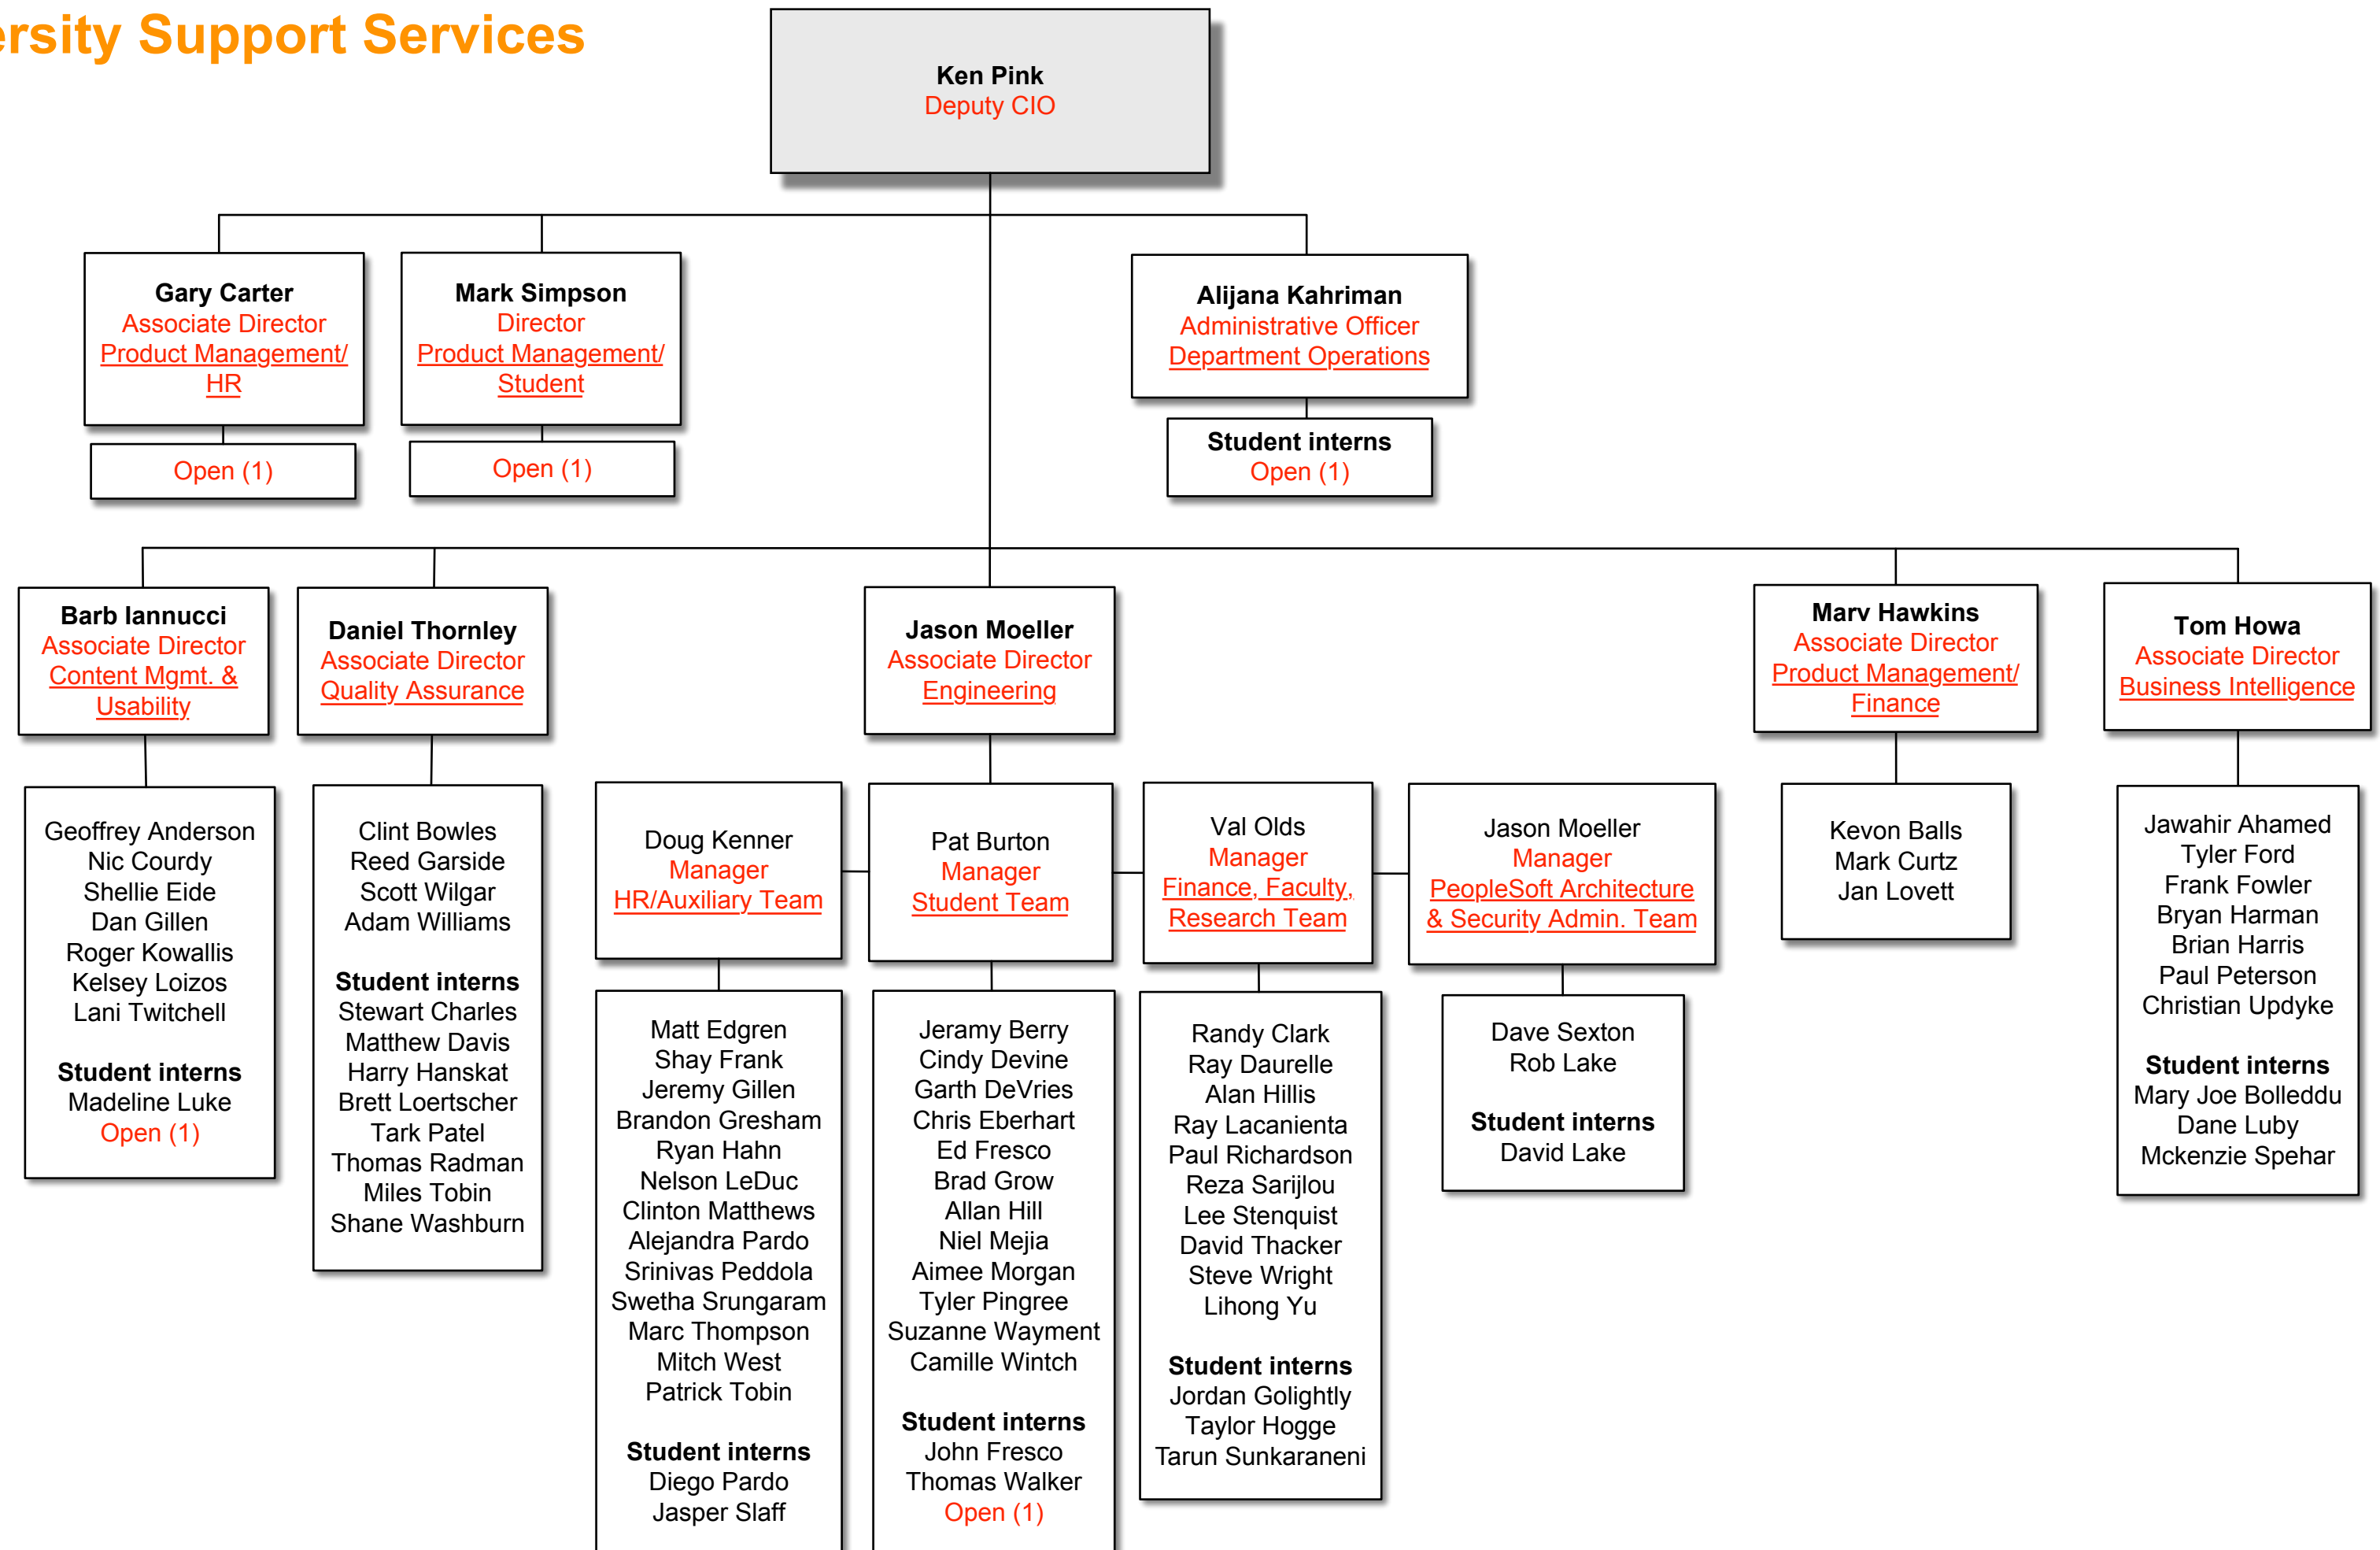 ersity Support Services
Ken Pink
Deputy CIO
Gary Carter
Associate Director
Product Management/
HR
Open (1)
Mark Simpson
Director
Product Management/
Student
Open (1)
Alijana Kahriman
Administrative Officer
Department Operations
Student interns
Open (1)
Barb Iannucci
Associate Director
Content Mgmt. &
Usability
Geoffrey Anderson
Nic Courdy
Shellie Eide
Dan Gillen
Roger Kowallis
Kelsey Loizos
Lani Twitchell
Student interns
Madeline Luke
Open (1)
Daniel Thornley
Associate Director
Quality Assurance
Clint Bowles
Reed Garside
Scott Wilgar
Adam Williams
Student interns
Stewart Charles
Matthew Davis
Harry Hanskat
Brett Loertscher
Tark Patel
Thomas Radman
Miles Tobin
Shane Washburn
Jason Moeller
Associate Director
Engineering
Doug Kenner
Manager
HR/Auxiliary Team
Matt Edgren
Shay Frank
Jeremy Gillen
Brandon Gresham
Ryan Hahn
Nelson LeDuc
Clinton Matthews
Alejandra Pardo
Srinivas Peddola
Swetha Srungaram
Marc Thompson
Mitch West
Patrick Tobin
Student interns
Diego Pardo
Jasper Slaff
Pat Burton
Manager
Student Team
Jeramy Berry
Cindy Devine
Garth DeVries
Chris Eberhart
Ed Fresco
Brad Grow
Allan Hill
Niel Mejia
Aimee Morgan
Tyler Pingree
Suzanne Wayment
Camille Wintch
Student interns
John Fresco
Thomas Walker
Open (1)
Val Olds
Manager
Finance, Faculty,
Research Team
Randy Clark
Ray Daurelle
Alan Hillis
Ray Lacanienta
Paul Richardson
Reza Sarijlou
Lee Stenquist
David Thacker
Steve Wright
Lihong Yu
Student interns
Jordan Golightly
Taylor Hogge
Tarun Sunkaraneni
Jason Moeller
Manager
PeopleSoft Architecture
& Security Admin. Team
Dave Sexton
Rob Lake
Student interns
David Lake
Marv Hawkins
Associate Director
Product Management/
Finance
Kevon Balls
Mark Curtz
Jan Lovett
Tom Howa
Associate Director
Business Intelligence
Jawahir Ahamed
Tyler Ford
Frank Fowler
Bryan Harman
Brian Harris
Paul Peterson
Christian Updyke
Student interns
Mary Joe Bolleddu
Dane Luby
Mckenzie Spehar